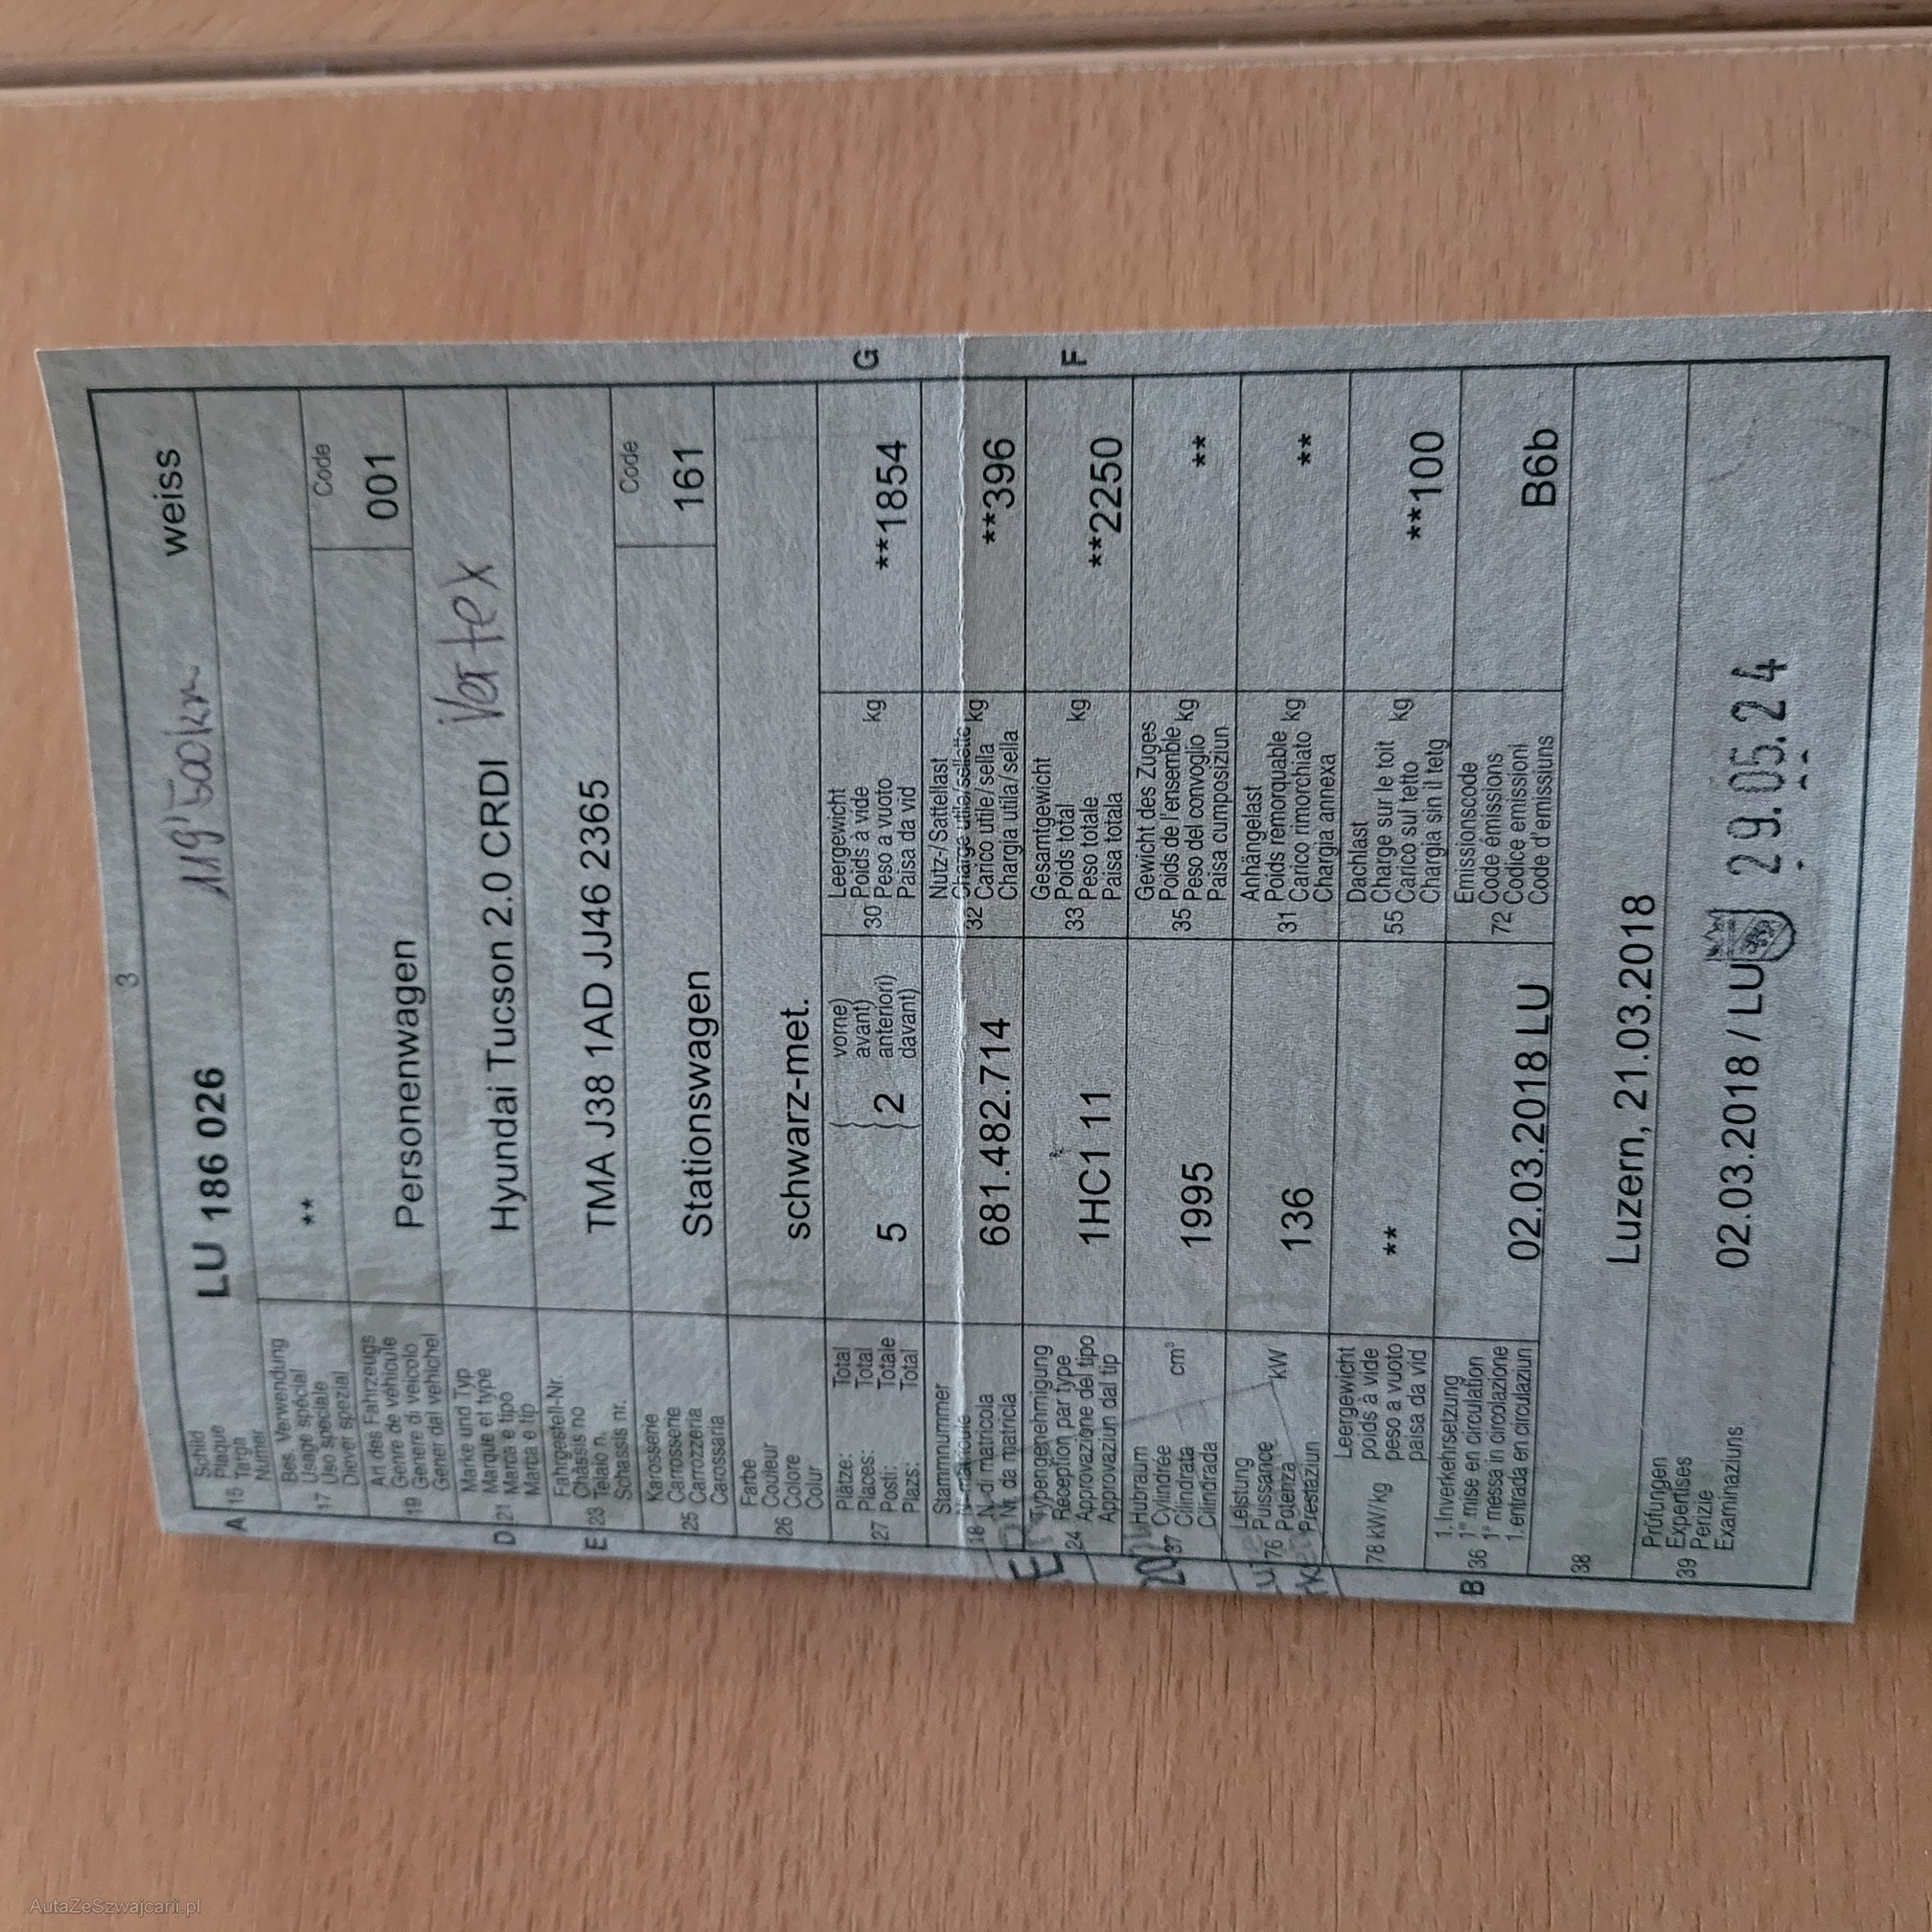 3
A 15 Schild
Plaque
Targa
Numer
LU 186 026
119'500km
weiss
17 Bes. Verwendung
Usage spécial
Uso speciale
Diever spezial
**
19 Art des Fahrzeugs
Genre de véhicule
Genere di veicolo
Gener dal vehichel
Personenwagen
Code
001
D 21 Marke und Typ
Marque et type
Marca e tipo
Marca e tip
Hyundai Tucson 2.0 CRDI Vertex
E 23 Fahrgestell-Nr.
Châssis no
Telaio n.
Schassis nr.
TMA J38 1AD JJ46 2365
25 Karosserie
Carrosserie
Carrozzeria
Carossaria
Stationswagen
Code
161
26 Farbe
Couleur
Colore
Colur
schwarz-met.
27 Plätze: Total
Places: Total
Posti: Totale
Plazs: Total
5
2
vorne)
avant)
anteriori)
davant)
30 Leergewicht
Poids à vide
Peso a vuoto kg
Paisa da vid
**1854
G
18 Stammnummer
N. di matricola
Nr. da matricla
681.482.714
32 Nutz-/Sattellast
Charge utile/sellette
Carico utile/sella kg
Chargia utila/sella
**396
24 Typengenehmigung
Réception par type
Approvazione del tipo
Approvaziun dal tip
1HC1 11
33 Gesamtgewicht
Poids total
Peso totale kg
Paisa totala
**2250
F
37 Hubraum
Cylindrée cm³
Cilindrata
Cilindrada
1995
35 Gewicht des Zuges
Poids de l'ensemble
Peso del convoglio kg
Paisa cumposiziun
**
76 Leistung
Puissance kW
Potenza
Prestaziun
136
31 Anhängelast
Poids remorquable
Carico rimorchiato kg
Chargia annexa
**
78 kW/kg Leergewicht
poids à vide
peso a vuoto
paisa da vid
**
55 Dachlast
Charge sur le toit
Carico sul tetto kg
Chargia sin il tetg
**100
B 36 1. Inverkehrsetzung
1re mise en circulation
1a messa in circolazione
1. entrada en circulaziun
02.03.2018 LU
72 Emissionscode
Code émissions
Codice emissioni
Code d'emissiuns
B6b
38
Luzern, 21.03.2018
39 Prüfungen
Expertises
Perizie
Examinaziuns
02.03.2018 / LU
29.05.24
AutaZeSzwajcarii.pl